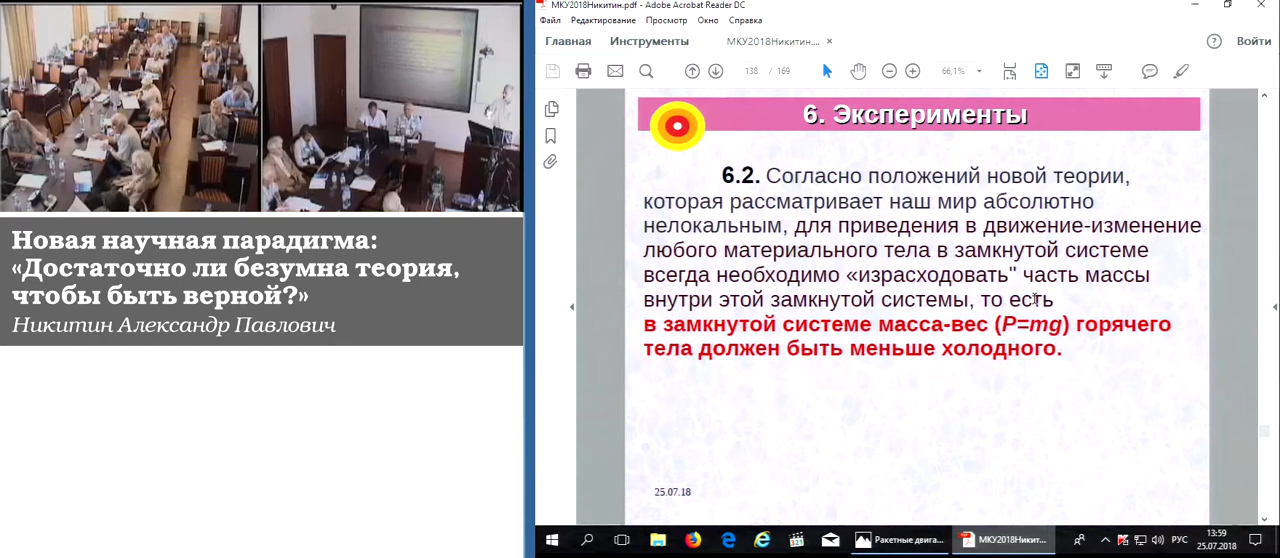 Новая научная парадигма:
«Достаточно ли безумна теория,
чтобы быть верной?»
Никитин Александр Павлович
МКУ2018Никитин.pdf - Adobe Acrobat Reader DC
Файл Редактирование Просмотр Окно Справка
Главная Инструменты МКУ2018Никитин.... × ? Войти
138 / 169 66,1%
6. Эксперименты
6.2. Согласно положений новой теории,
которая рассматривает наш мир абсолютно
нелокальным, для приведения в движение-изменение
любого материального тела в замкнутой системе
всегда необходимо «израсходовать" часть массы
внутри этой замкнутой системы, то есть
в замкнутой системе масса-вес (P=mg) горячего
тела должен быть меньше холодного.
25.07.18
Ракетные двига... МКУ2018Никит... РУС 13:59
25.07.2018